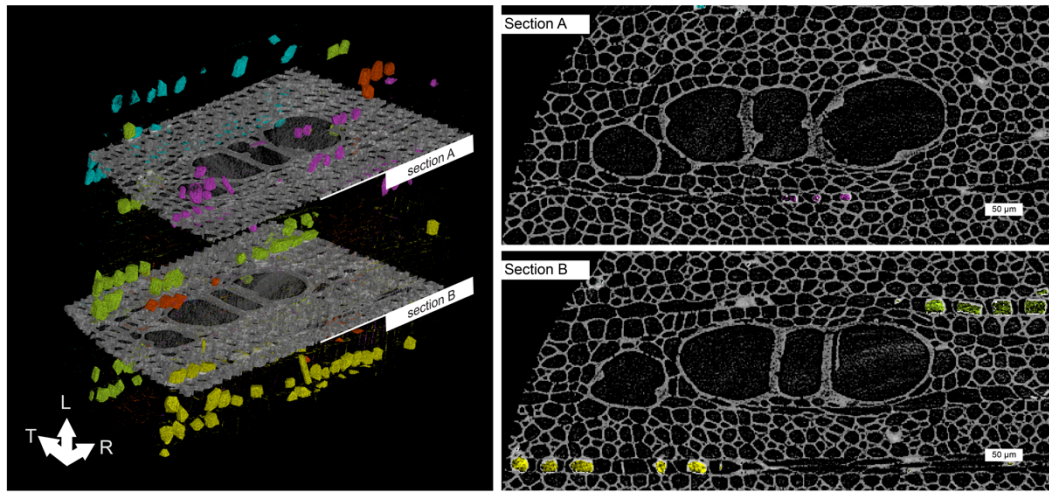 section A
section B
L
T
R
Section A
50 µm
Section B
50 µm